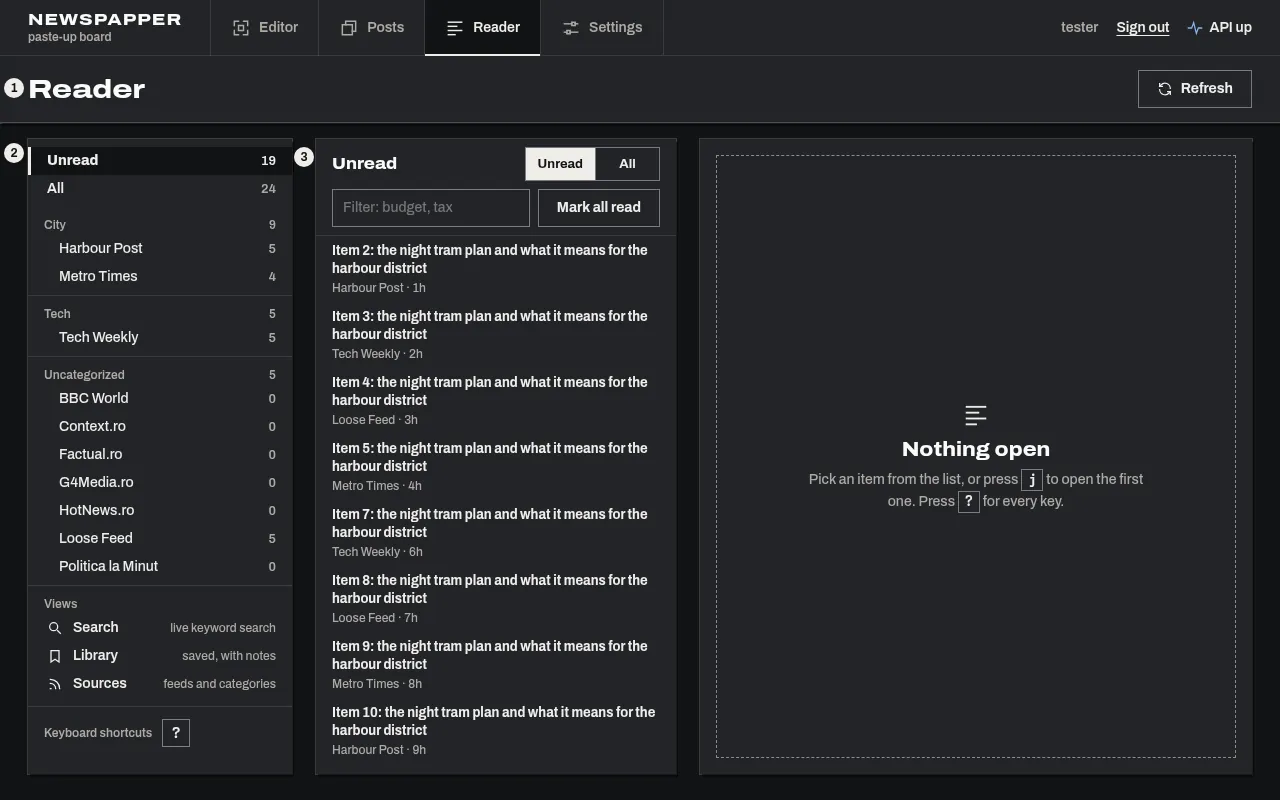 NEWSPAPPER
paste-up board
Editor
Posts
Reader
Settings
tester
Sign out
API up
1
Reader
Refresh
2
Unread 19
All 24
City 9
Harbour Post 5
Metro Times 4
Tech 5
Tech Weekly 5
Uncategorized 5
BBC World 0
Context.ro 0
Factual.ro 0
G4Media.ro 0
HotNews.ro 0
Loose Feed 5
Politica la Minut 0
Views
Search live keyword search
Library saved, with notes
Sources feeds and categories
Keyboard shortcuts ?
3
Unread
Unread All
Filter: budget, tax
Mark all read
Item 2: the night tram plan and what it means for the
harbour district
Harbour Post · 1h
Item 3: the night tram plan and what it means for the
harbour district
Tech Weekly · 2h
Item 4: the night tram plan and what it means for the
harbour district
Loose Feed · 3h
Item 5: the night tram plan and what it means for the
harbour district
Metro Times · 4h
Item 7: the night tram plan and what it means for the
harbour district
Tech Weekly · 6h
Item 8: the night tram plan and what it means for the
harbour district
Loose Feed · 7h
Item 9: the night tram plan and what it means for the
harbour district
Metro Times · 8h
Item 10: the night tram plan and what it means for the
harbour district
Harbour Post · 9h
Nothing open
Pick an item from the list, or press j to open the first
one. Press ? for every key.